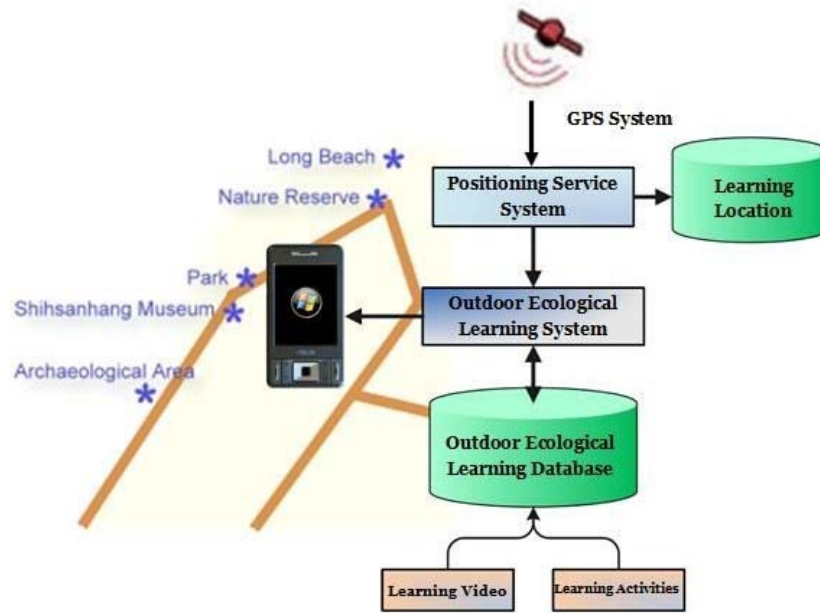 GPS System
Long Beach
Nature Reserve
Positioning Service
System
Learning
Location
Park
Shihsanhang Museum
Outdoor Ecological
Learning System
Archaeological Area
Outdoor Ecological
Learning Database
Learning Video
Learning Activities